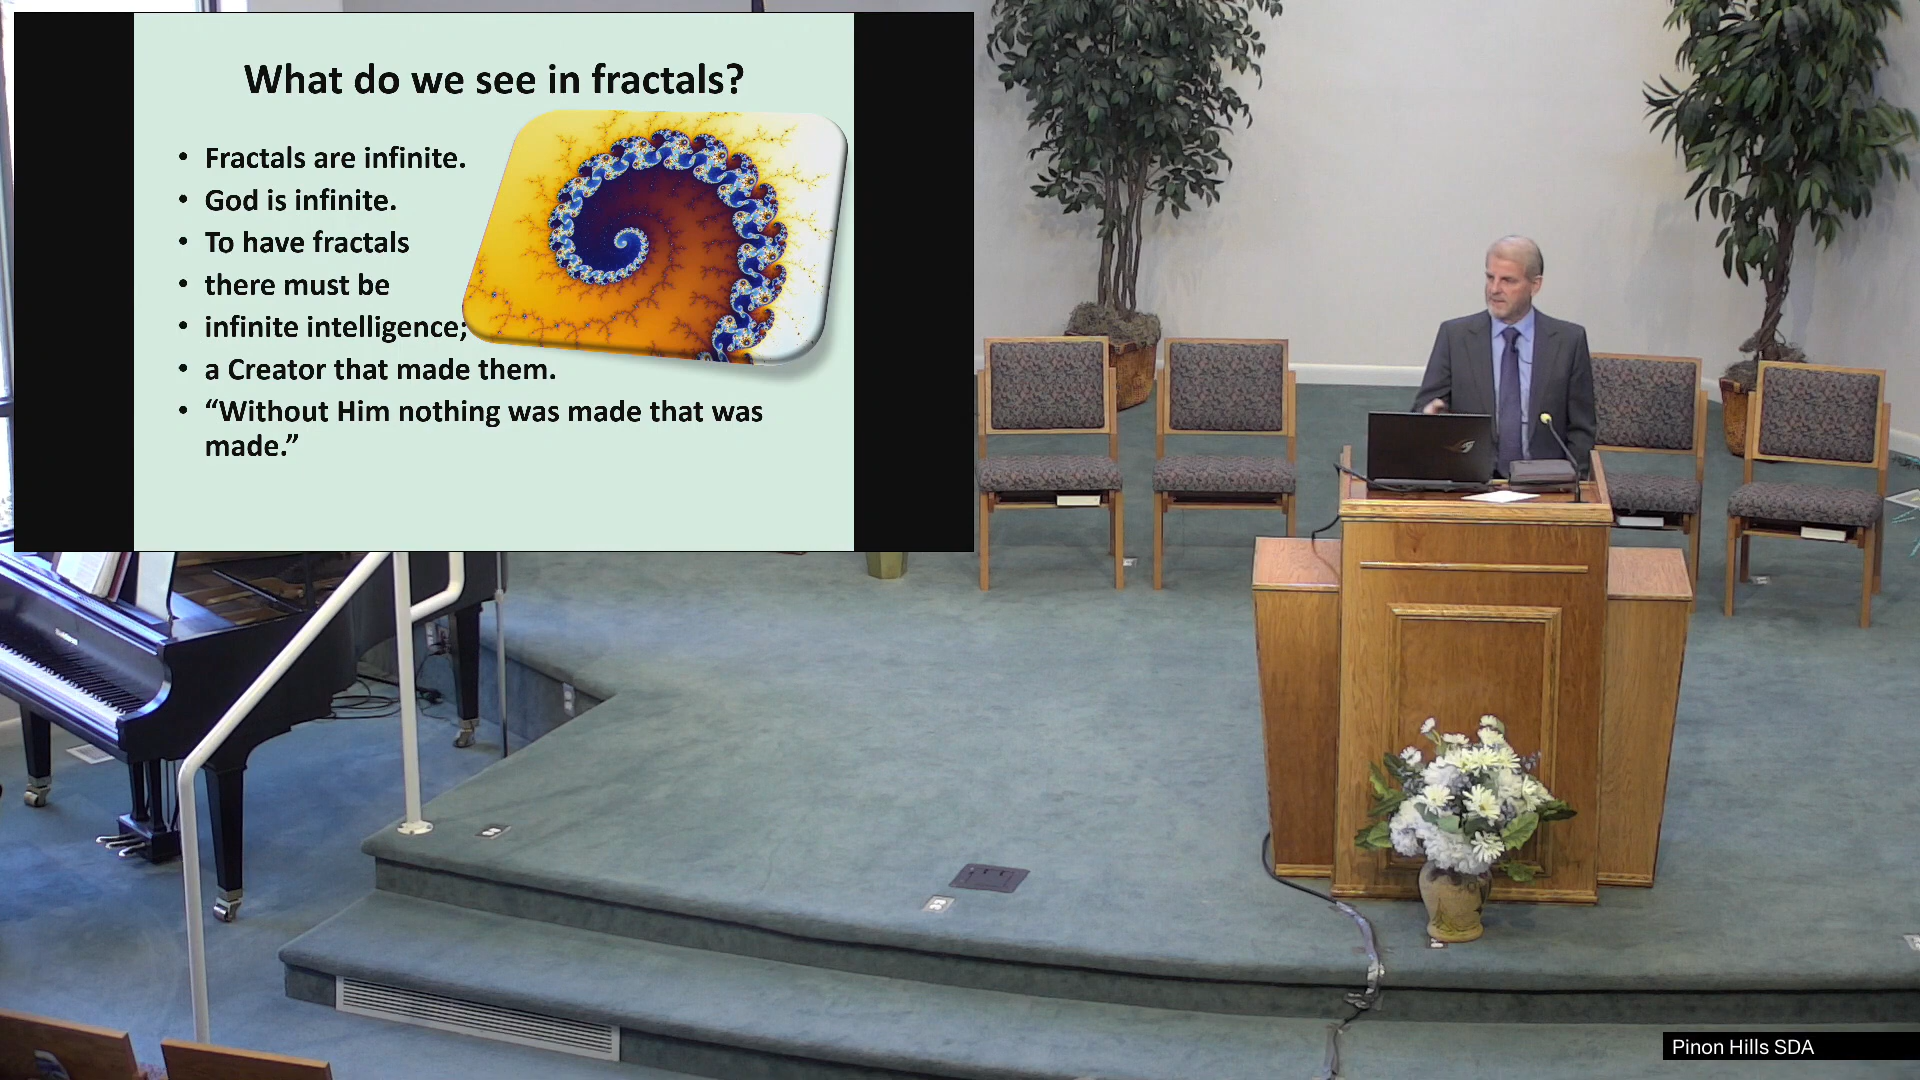 What do we see in fractals?
• Fractals are infinite.
• God is infinite.
• To have fractals
• there must be
• infinite intelligence;
• a Creator that made them.
• “Without Him nothing was made that was
made.”
Pinon Hills SDA